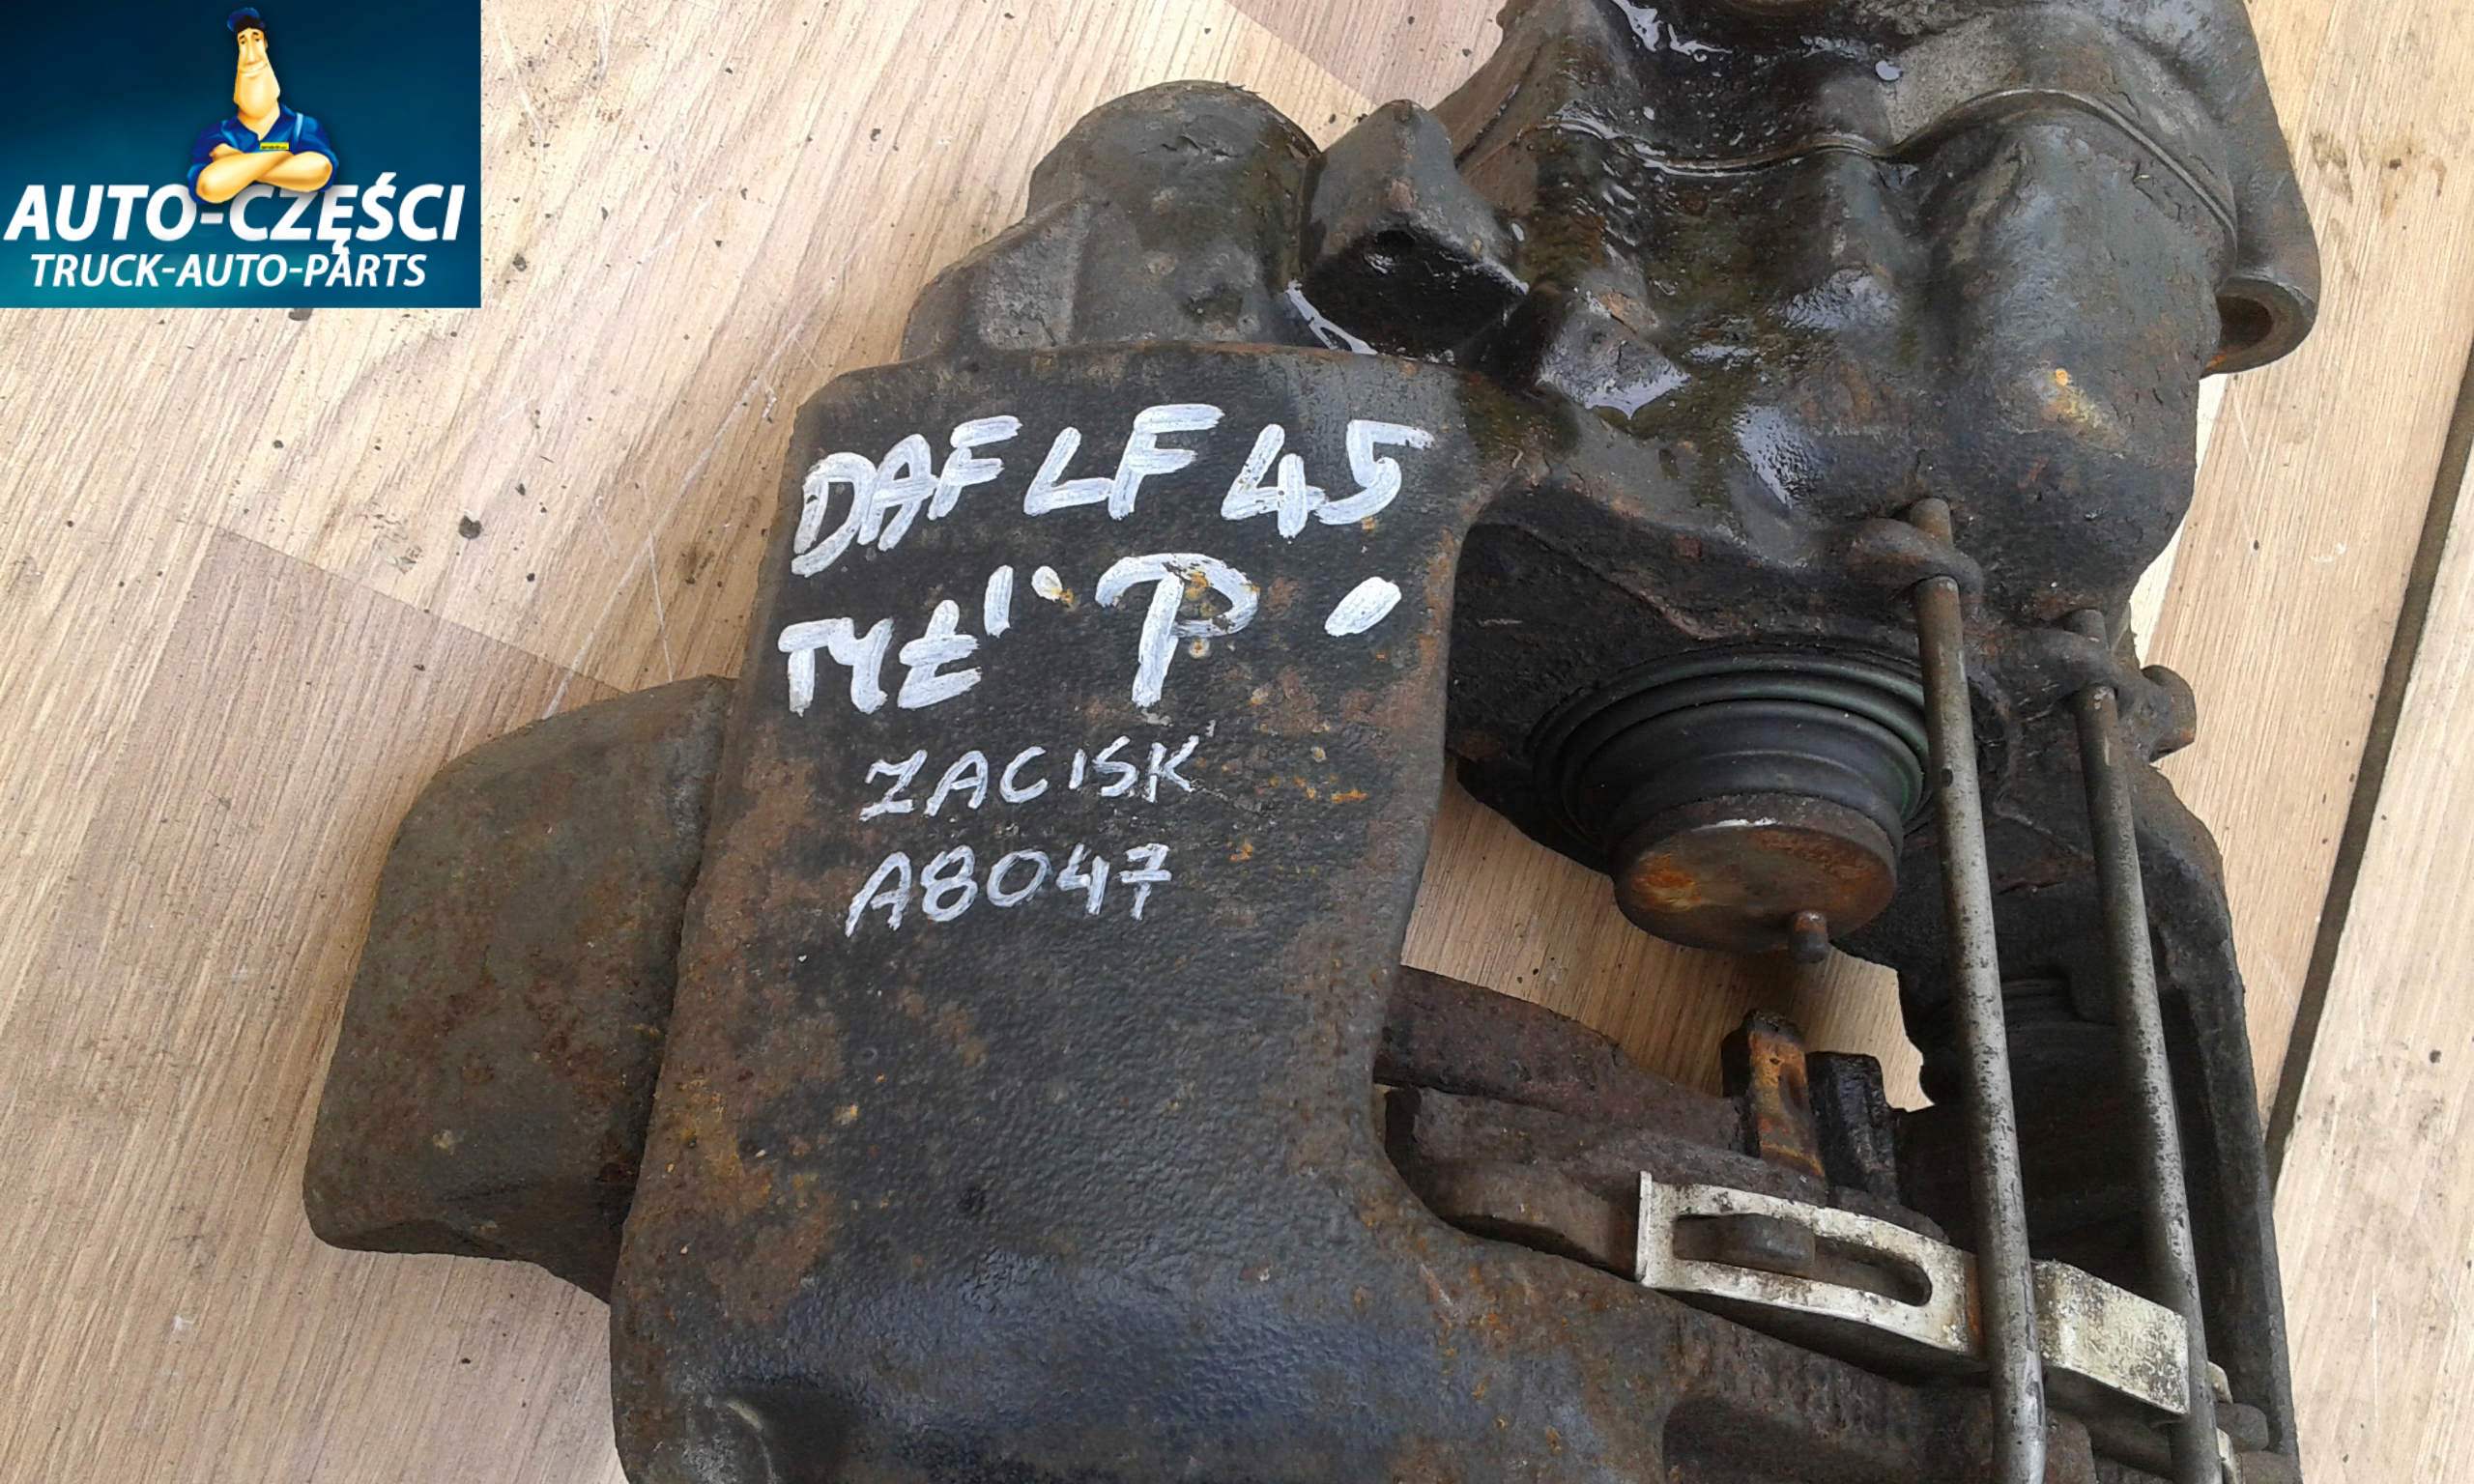 AUTO-CZĘŚCI
TRUCK-AUTO-PARTS
DAF LF 45
TYŁ "P"
ZACISK
A8047